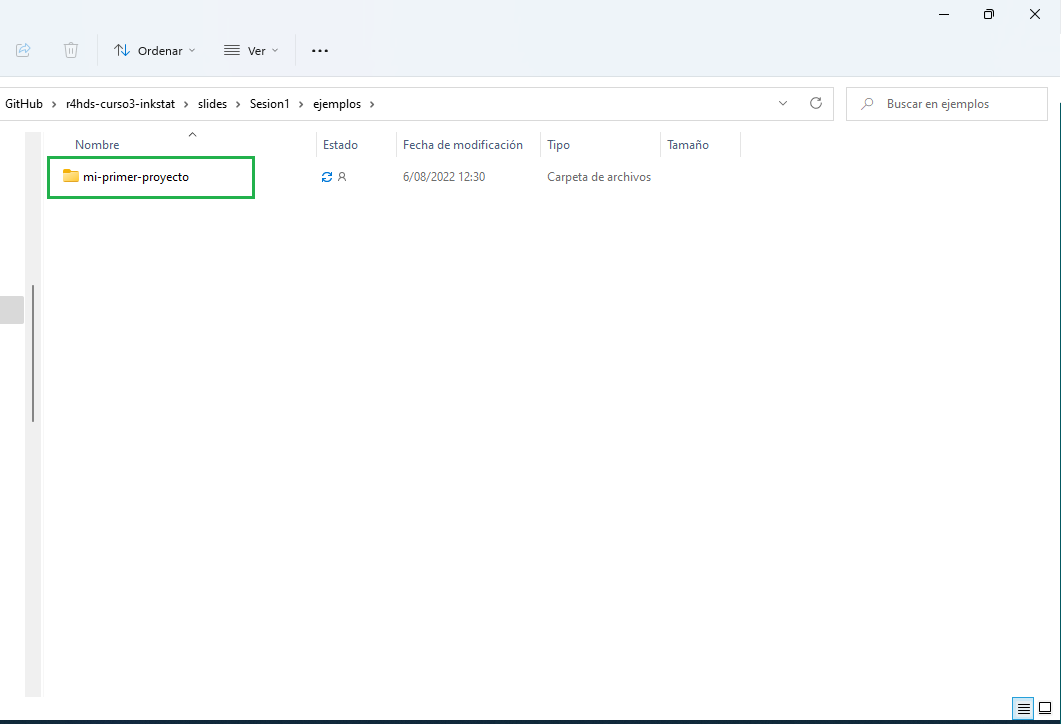 Ordenar Ver
GitHub > r4hds-curso3-inkstat > slides > Sesion1 > ejemplos >
Buscar en ejemplos
Nombre Estado Fecha de modificación Tipo Tamaño
mi-primer-proyecto 6/08/2022 12:30 Carpeta de archivos